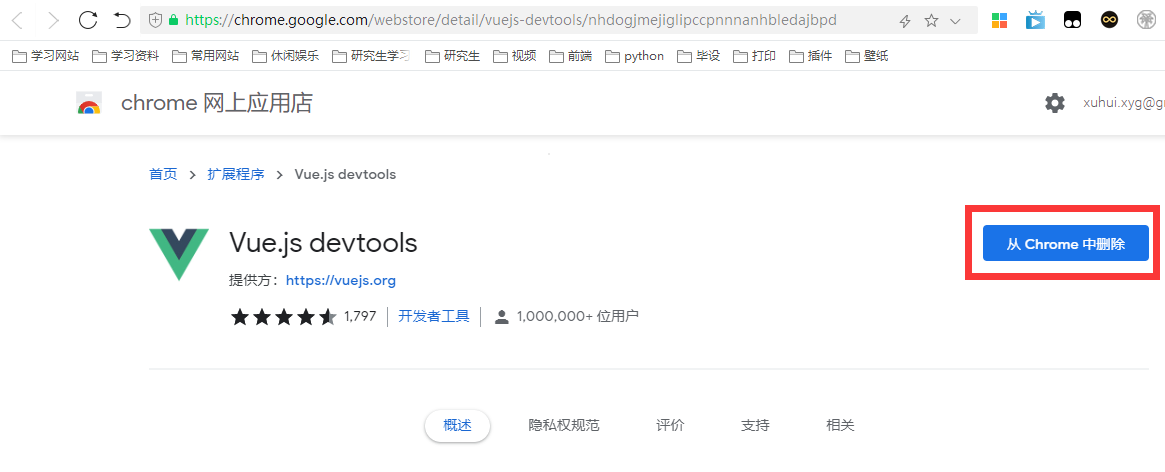 https://chrome.google.com/webstore/detail/vuejs-devtools/nhdogjmejiglipccpnnnanhbledajbpd
学习网站 学习资料 常用网站 休闲娱乐 研究生学习 研究生 视频 前端 python 毕设 打印 插件 壁纸
chrome 网上应用店 xuhui.xyg@g
首页 > 扩展程序 > Vue.js devtools
Vue.js devtools
从 Chrome 中删除
提供方： https://vuejs.org
1,797 开发者工具 1,000,000+ 位用户
概述 隐私权规范 评价 支持 相关